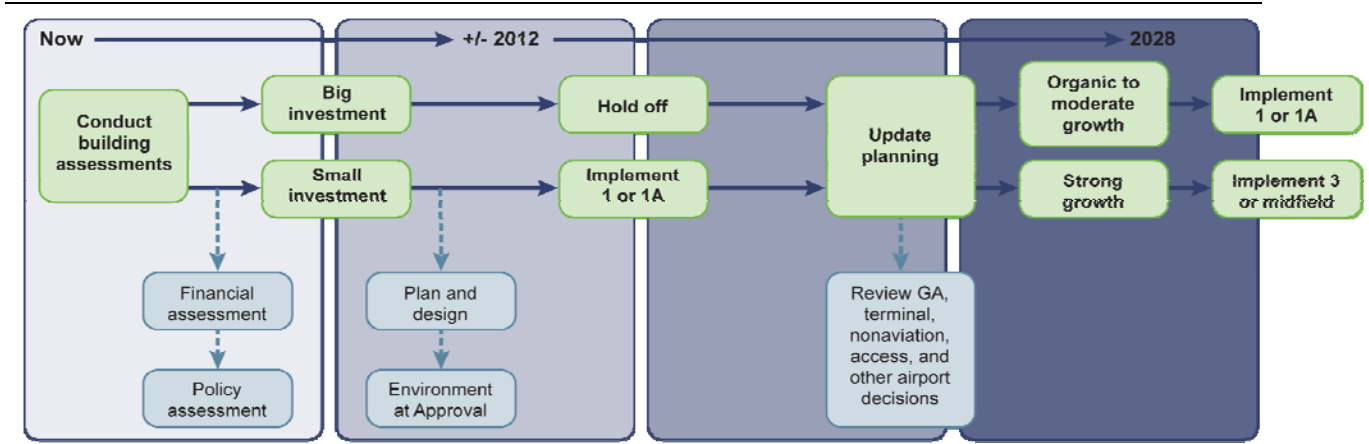 Now
+/- 2012
2028
Conduct
building
assessments
Big
investment
Hold off
Update
planning
Organic to
moderate
growth
Implement
1 or 1A
Small
investment
Implement
1 or 1A
Strong
growth
Implement 3
or midfield
Financial
assessment
Plan and
design
Review GA,
terminal,
nonaviation,
access, and
other airport
decisions
Policy
assessment
Environment
at Approval